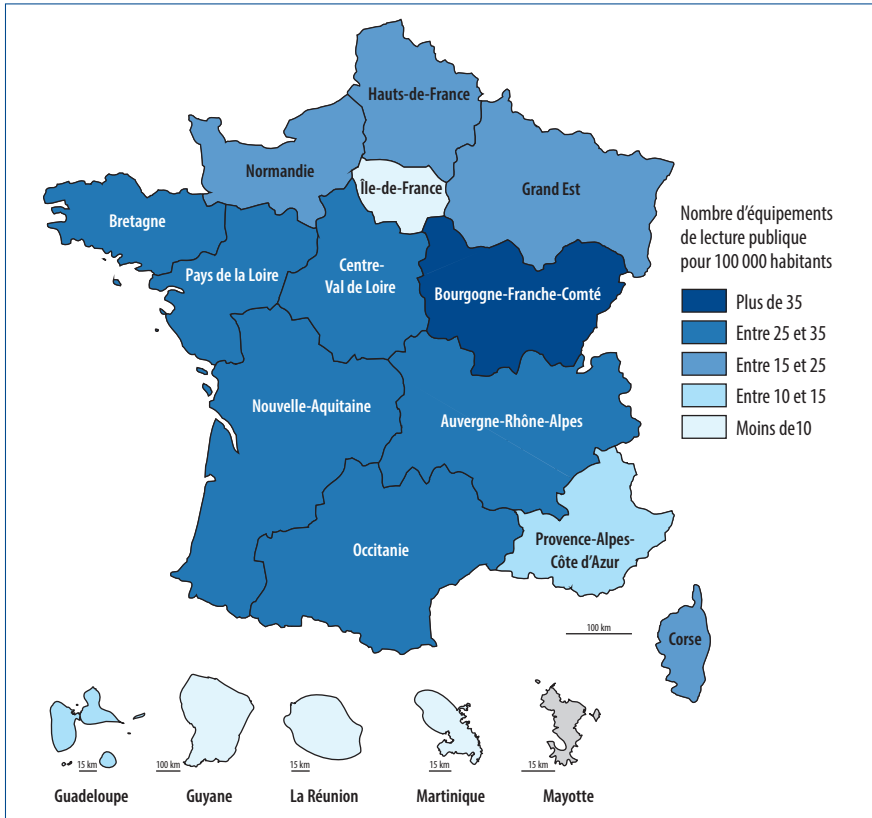 Hauts-de-France
Normandie
Île-de-France
Grand Est
Bretagne
Pays de la Loire
Centre-
Val de Loire
Bourgogne-Franche-Comté
Nouvelle-Aquitaine
Auvergne-Rhône-Alpes
Occitanie
Provence-Alpes-
Côte d'Azur
Corse
100 km
Nombre d'équipements
de lecture publique
pour 100 000 habitants
Plus de 35
Entre 25 et 35
Entre 15 et 25
Entre 10 et 15
Moins de10
15 km
100 km
15 km
15 km
15 km
Guadeloupe
Guyane
La Réunion
Martinique
Mayotte